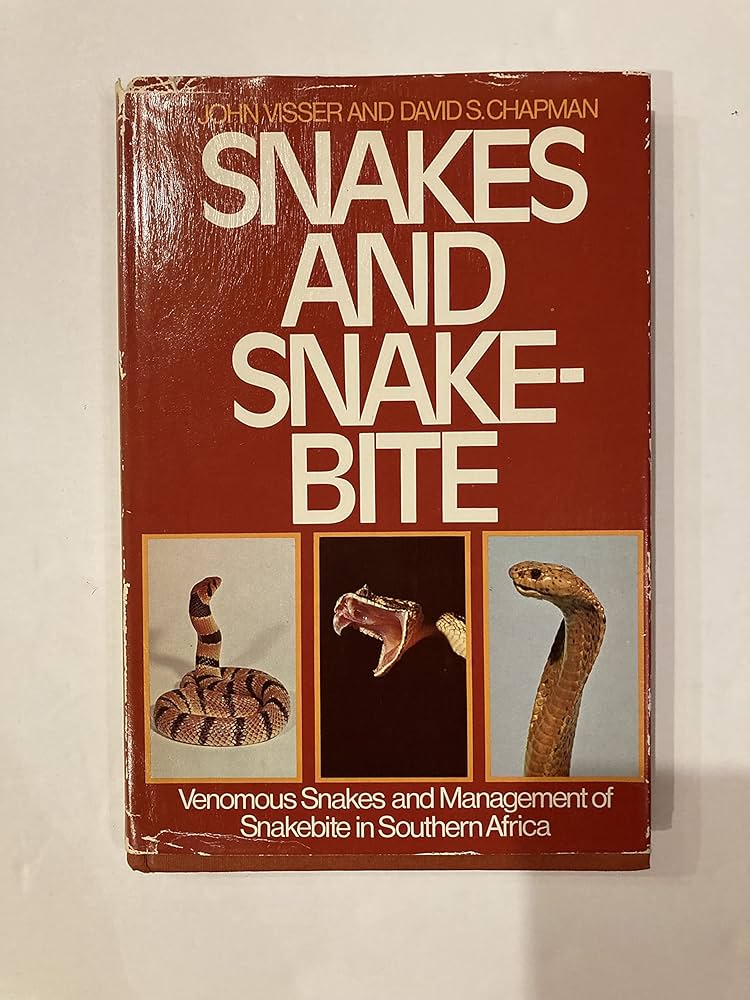 JOHN VISSER AND DAVID S. CHAPMAN
SNAKES
AND
SNAKE-
BITE
Venomous Snakes and Management of
Snakebite in Southern Africa